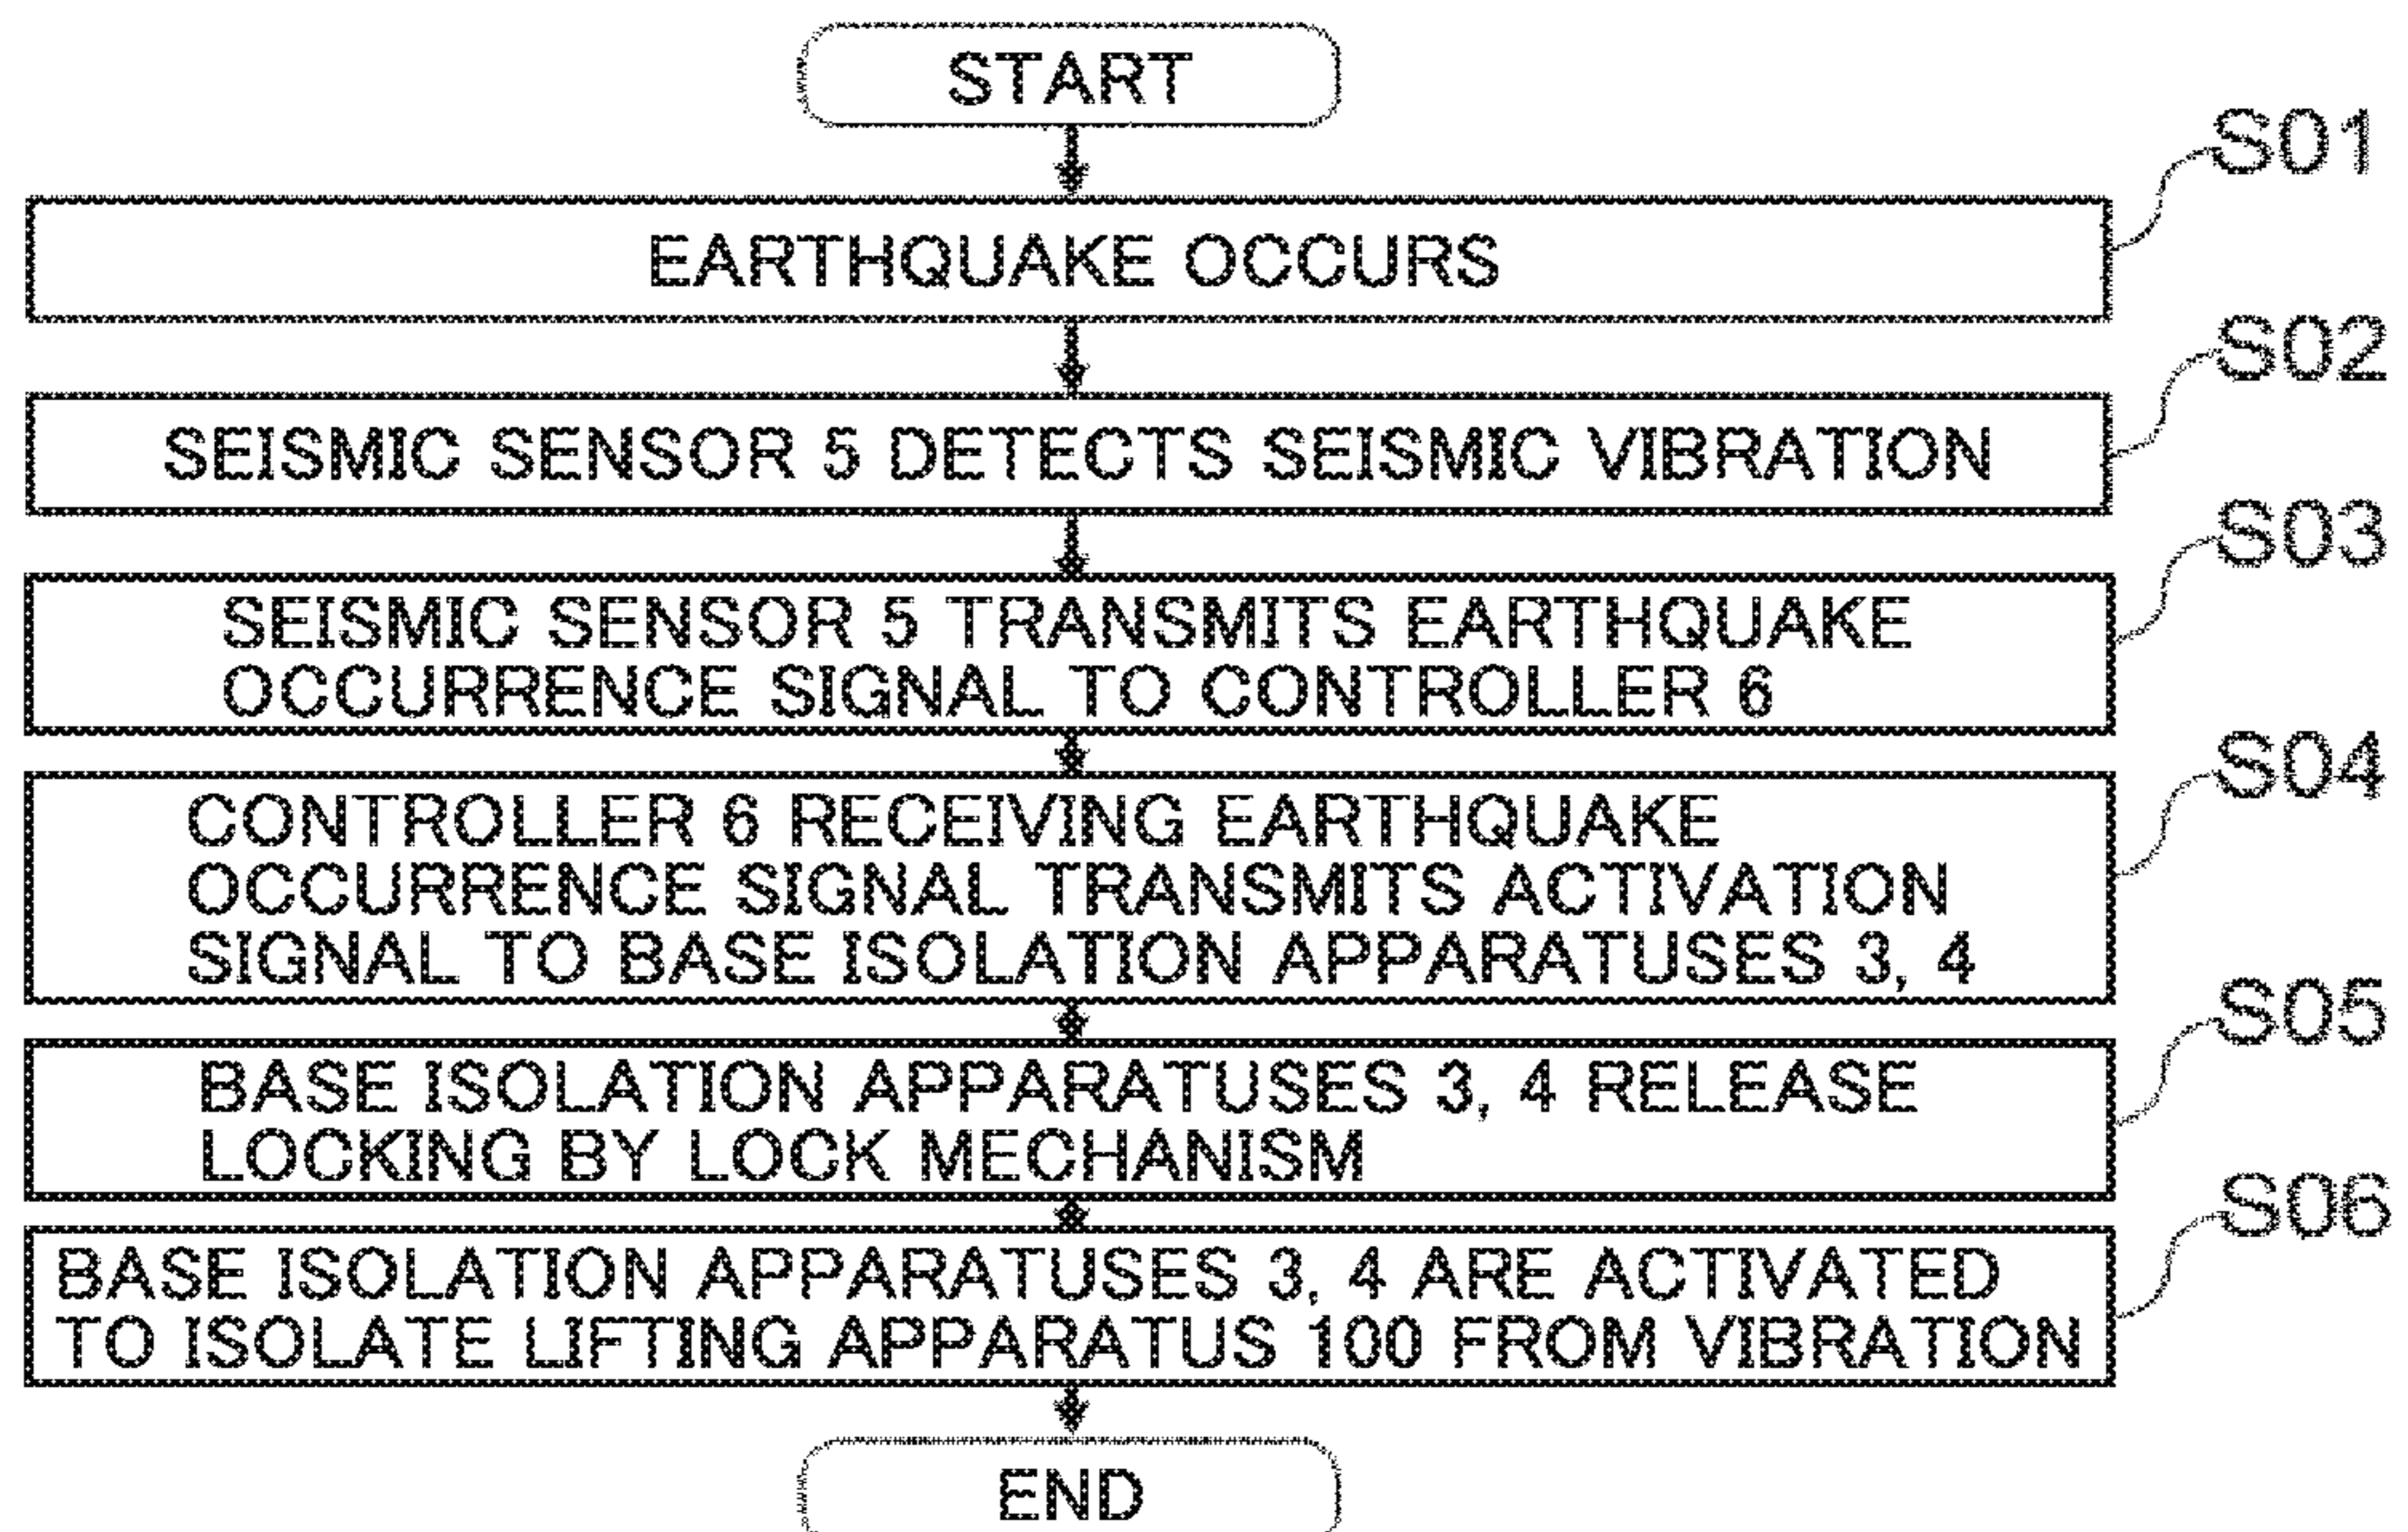 START
S01
EARTHQUAKE OCCURS
S02
SEISMIC SENSOR 5 DETECTS SEISMIC VIBRATION
S03
SEISMIC SENSOR 5 TRANSMITS EARTHQUAKE
OCCURRENCE SIGNAL TO CONTROLLER 6
S04
CONTROLLER 6 RECEIVING EARTHQUAKE
OCCURRENCE SIGNAL TRANSMITS ACTIVATION
SIGNAL TO BASE ISOLATION APPARATUSES 3, 4
S05
BASE ISOLATION APPARATUSES 3, 4 RELEASE
LOCKING BY LOCK MECHANISM
S06
BASE ISOLATION APPARATUSES 3, 4 ARE ACTIVATED
TO ISOLATE LIFTING APPARATUS 100 FROM VIBRATION
END